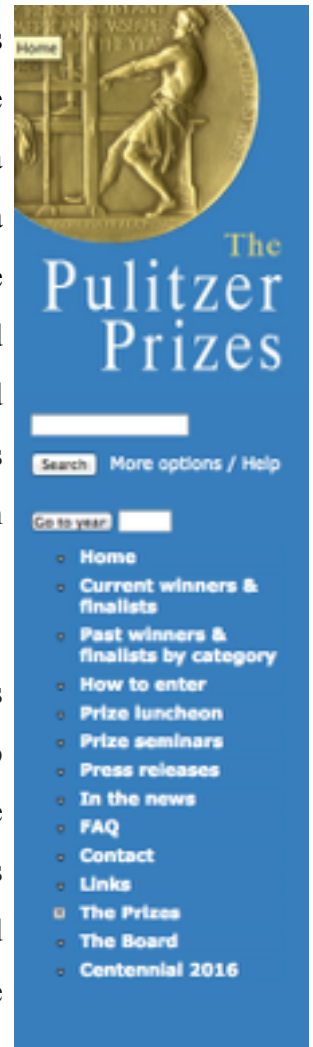 Home
The
Pulitzer
Prizes
Search More options / Help
Go to year:
Home
Current winners &
finalists
Past winners &
finalists by category
How to enter
Prize luncheon
Prize seminars
Press releases
In the news
FAQ
Contact
Links
The Prizes
The Board
Centennial 2016